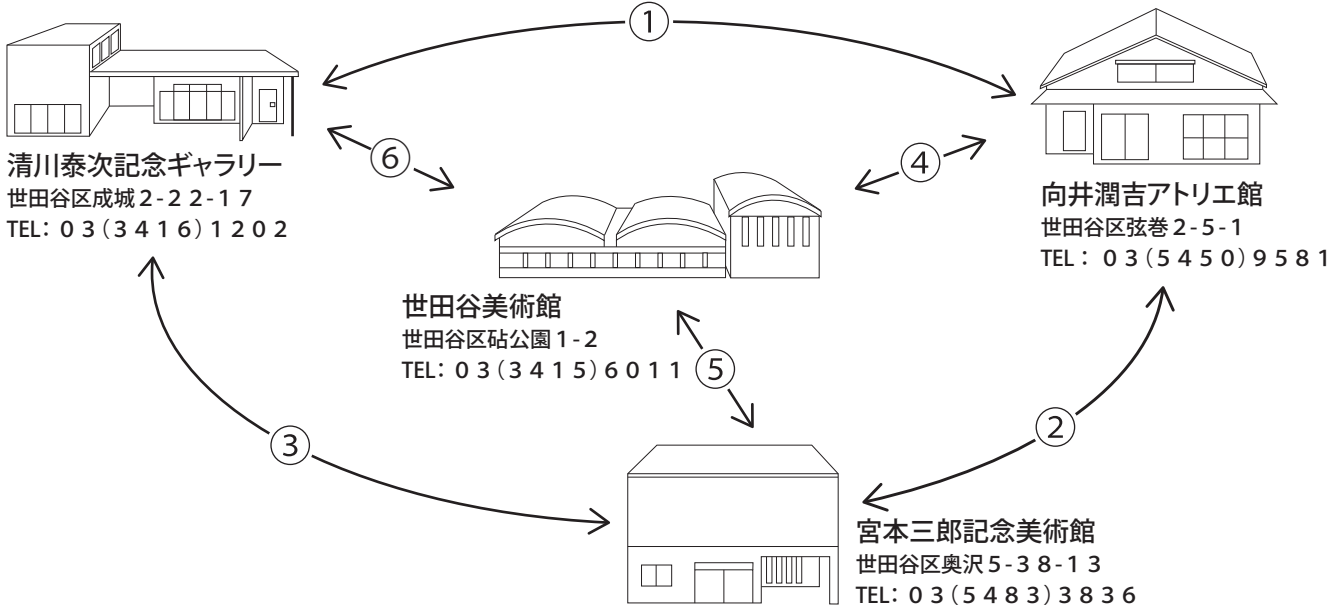 ①
清川泰次記念ギャラリー
世田谷区成城2-22-17
TEL: 03(3416)1202
⑥
④
向井潤吉アトリエ館
世田谷区弦巻2-5-1
TEL: 03(5450)9581
世田谷美術館
世田谷区砧公園1-2
TEL: 03(3415)6011
⑤
③
②
宮本三郎記念美術館
世田谷区奥沢5-38-13
TEL: 03(5483)3836